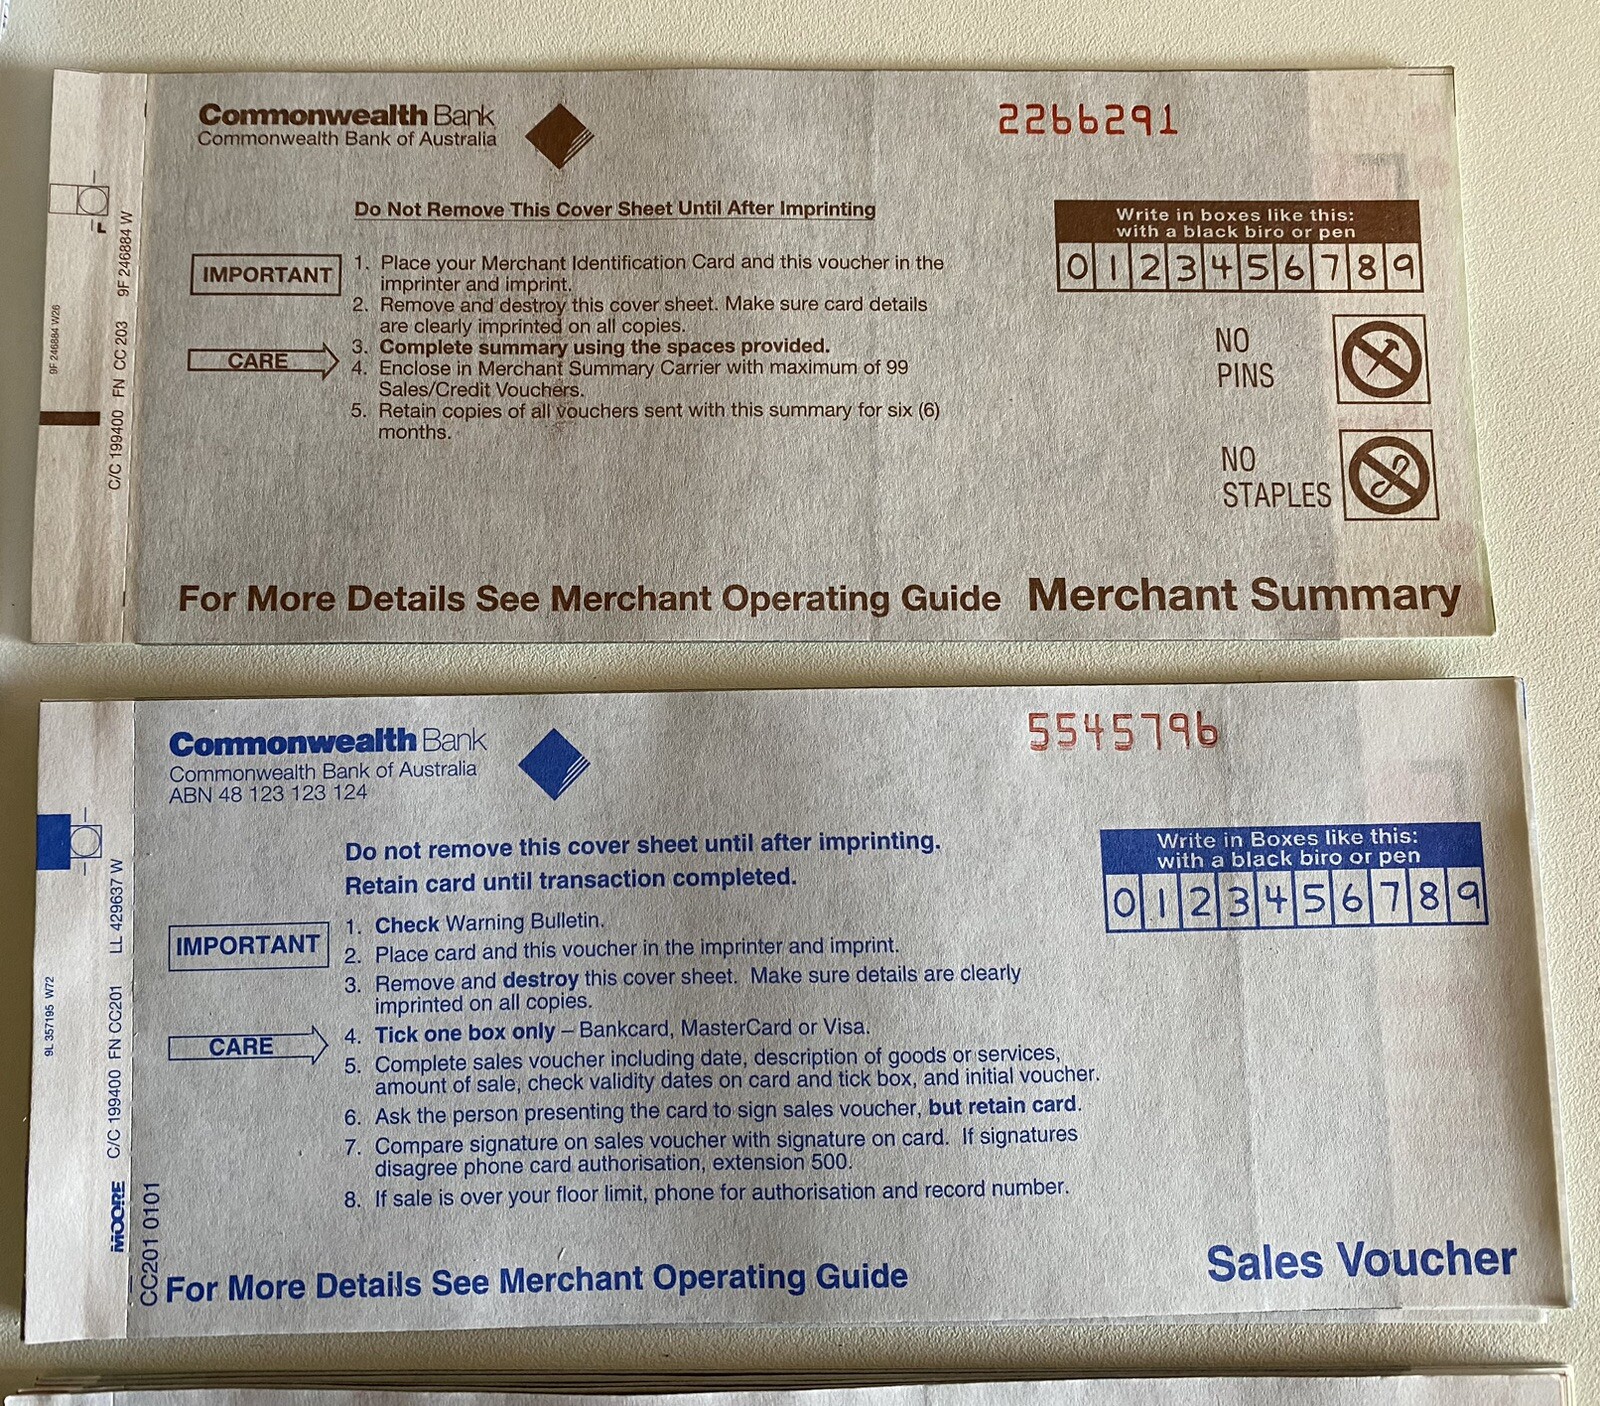 Commonwealth Bank
Commonwealth Bank of Australia
2266291
Do Not Remove This Cover Sheet Until After Imprinting
Write in boxes like this:
with a black biro or pen
0 1 2 3 4 5 6 7 8 9
IMPORTANT
1. Place your Merchant Identification Card and this voucher in the
imprinter and imprint.
2. Remove and destroy this cover sheet. Make sure card details
are clearly imprinted on all copies.
CARE
3. Complete summary using the spaces provided.
4. Enclose in Merchant Summary Carrier with maximum of 99
Sales/Credit Vouchers.
5. Retain copies of all vouchers sent with this summary for six (6)
months.
NO
PINS
NO
STAPLES
For More Details See Merchant Operating Guide
Merchant Summary
9F 246884 W26
C/C 199400 FN CC 203 9F 246884 W
Commonwealth Bank
Commonwealth Bank of Australia
ABN 48 123 123 124
5545796
Do not remove this cover sheet until after imprinting.
Retain card until transaction completed.
Write in Boxes like this:
with a black biro or pen
0 1 2 3 4 5 6 7 8 9
IMPORTANT
1. Check Warning Bulletin.
2. Place card and this voucher in the imprinter and imprint.
3. Remove and destroy this cover sheet. Make sure details are clearly
imprinted on all copies.
CARE
4. Tick one box only – Bankcard, MasterCard or Visa.
5. Complete sales voucher including date, description of goods or services,
amount of sale, check validity dates on card and tick box, and initial voucher.
6. Ask the person presenting the card to sign sales voucher, but retain card.
7. Compare signature on sales voucher with signature on card. If signatures
disagree phone card authorisation, extension 500.
8. If sale is over your floor limit, phone for authorisation and record number.
For More Details See Merchant Operating Guide
Sales Voucher
9L 357195 W72
MOORE C/C 199400 FN CC201 LL 429637 W
CC201 0101